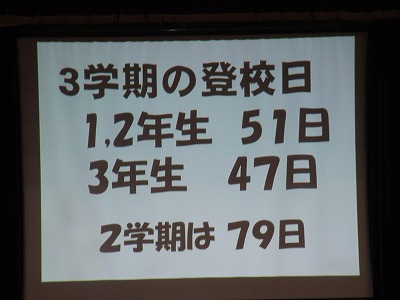 3学期の登校日
1,2年生 51日
3年生 47日
2学期は 79日